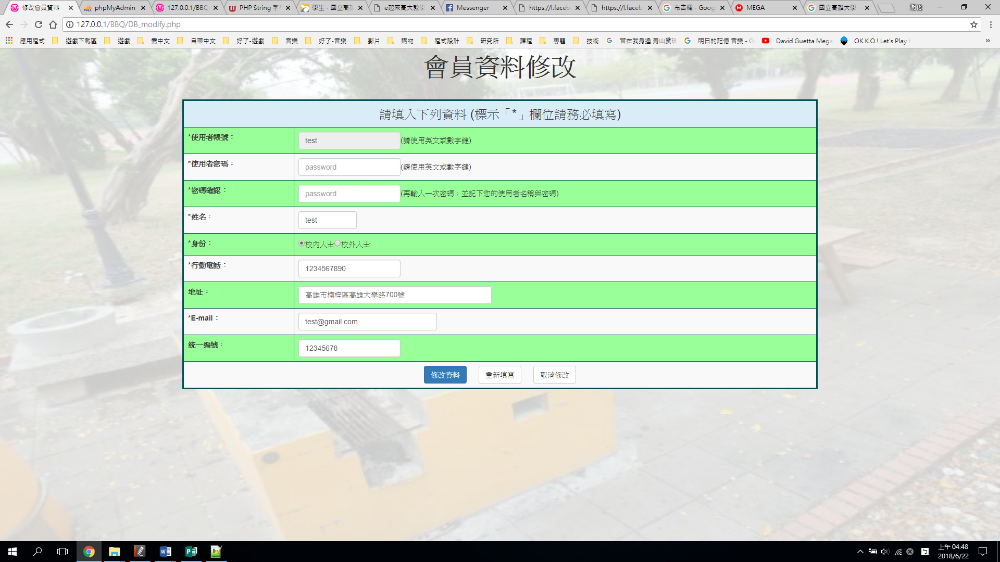 修改會員資料
phpMyAdmin
127.0.0.1/BBQ
PHP String 字
學生 - 國立高
e起來高大教學
Messenger
https://l.faceb
https://l.faceb
布告欄 - Goog
MEGA
國立高雄大學 -
湘俊
127.0.0.1/BBQ/DB_modify.php
應用程式
遊戲下載區
遊戲
需中文
自帶中文
好了-遊戲
音樂
好了-音樂
影片
購物
程式設計
研究所
課程
專題
技術
留在我身邊 青山黛
明日的記憶 音樂 - G
David Guetta Mega
OK K.O.! Let's Play
»
會員資料修改
請填入下列資料 (標示「*」欄位請務必填寫)
*使用者帳號：
test
(請使用英文或數字鍵)
*使用者密碼：
password
(請使用英文或數字鍵)
*密碼確認：
password
(再輸入一次密碼，並記下您的使用者名稱與密碼)
*姓名：
test
*身份：
校內人士 校外人士
*行動電話：
1234567890
地址：
高雄市楠梓區高雄大學路700號
*E-mail：
test@gmail.com
統一編號：
12345678
修改資料
重新填寫
取消修改
上午 04:48
2018/6/22